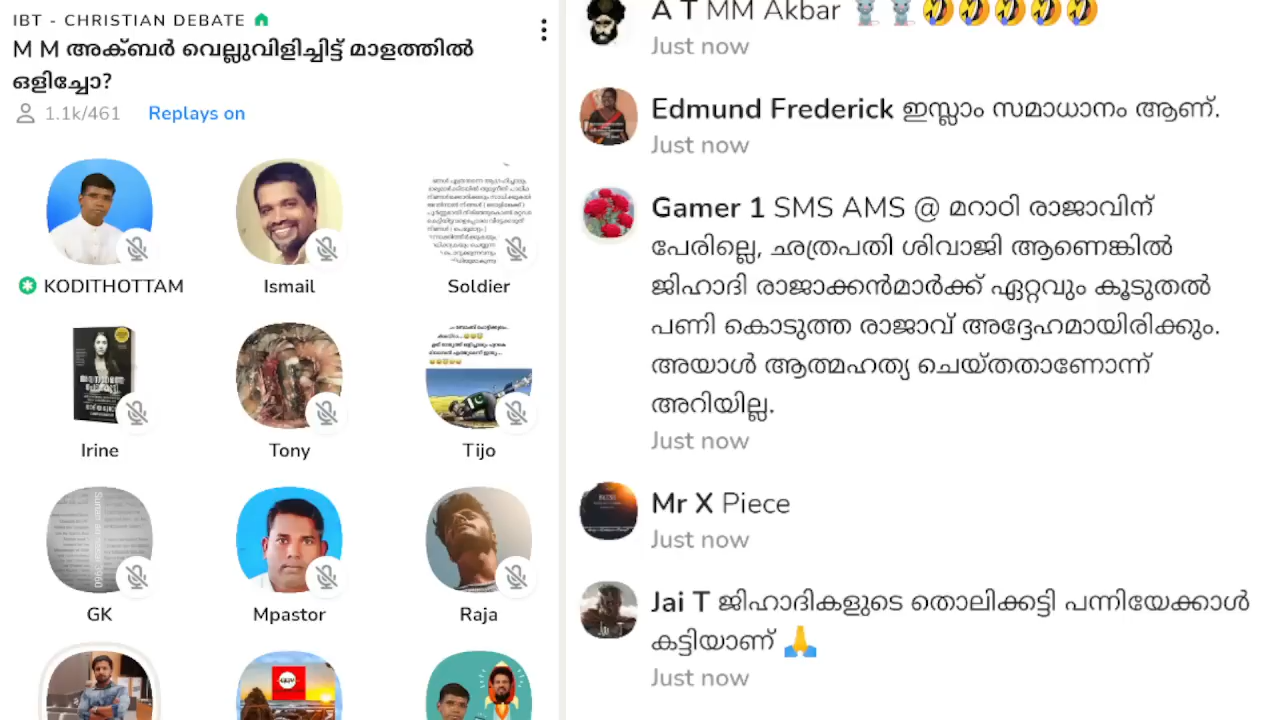 IBT - CHRISTIAN DEBATE
M M അക്ബർ വെല്ലുവിളിച്ചിട്ട് മാളത്തിൽ
ഒളിച്ചോ?
1.1k/461 Replays on
KODITHOTTAM
Ismail
Soldier
Irine
Tony
Tijo
GK
Mpastor
Raja
A T MM Akbar 🐭🐭🤣🤣🤣🤣🤣
Just now
Edmund Frederick ഇസ്ലാം സമാധാനം ആണ്.
Just now
Gamer 1 SMS AMS @ മറാഠി രാജാവിന്
പേരില്ലെ, ഛത്രപതി ശിവാജി ആണെങ്കിൽ
ജിഹാദി രാജാക്കൻമാർക്ക് ഏറ്റവും കൂടുതൽ
പണി കൊടുത്ത രാജാവ് അദ്ദേഹമായിരിക്കും.
അയാൾ ആത്മഹത്യ ചെയ്തതാണോന്ന്
അറിയില്ല.
Just now
Mr X Piece
Just now
Jai T ജിഹാദികളുടെ തൊലിക്കട്ടി പന്നിയേക്കാൾ
കട്ടിയാണ് 🙏
Just now